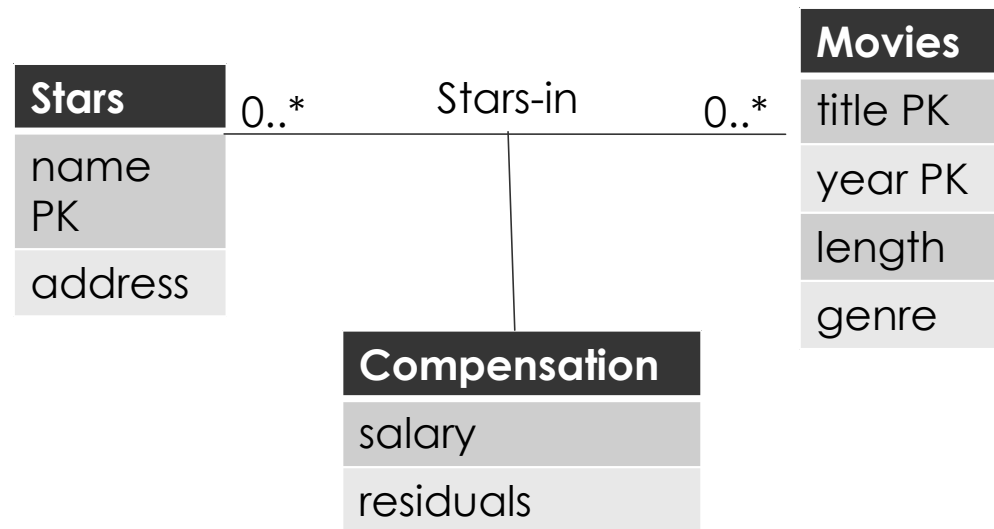 Stars
name
PK
address
0..*
Stars-in
0..*
Movies
title PK
year PK
length
genre
Compensation
salary
residuals